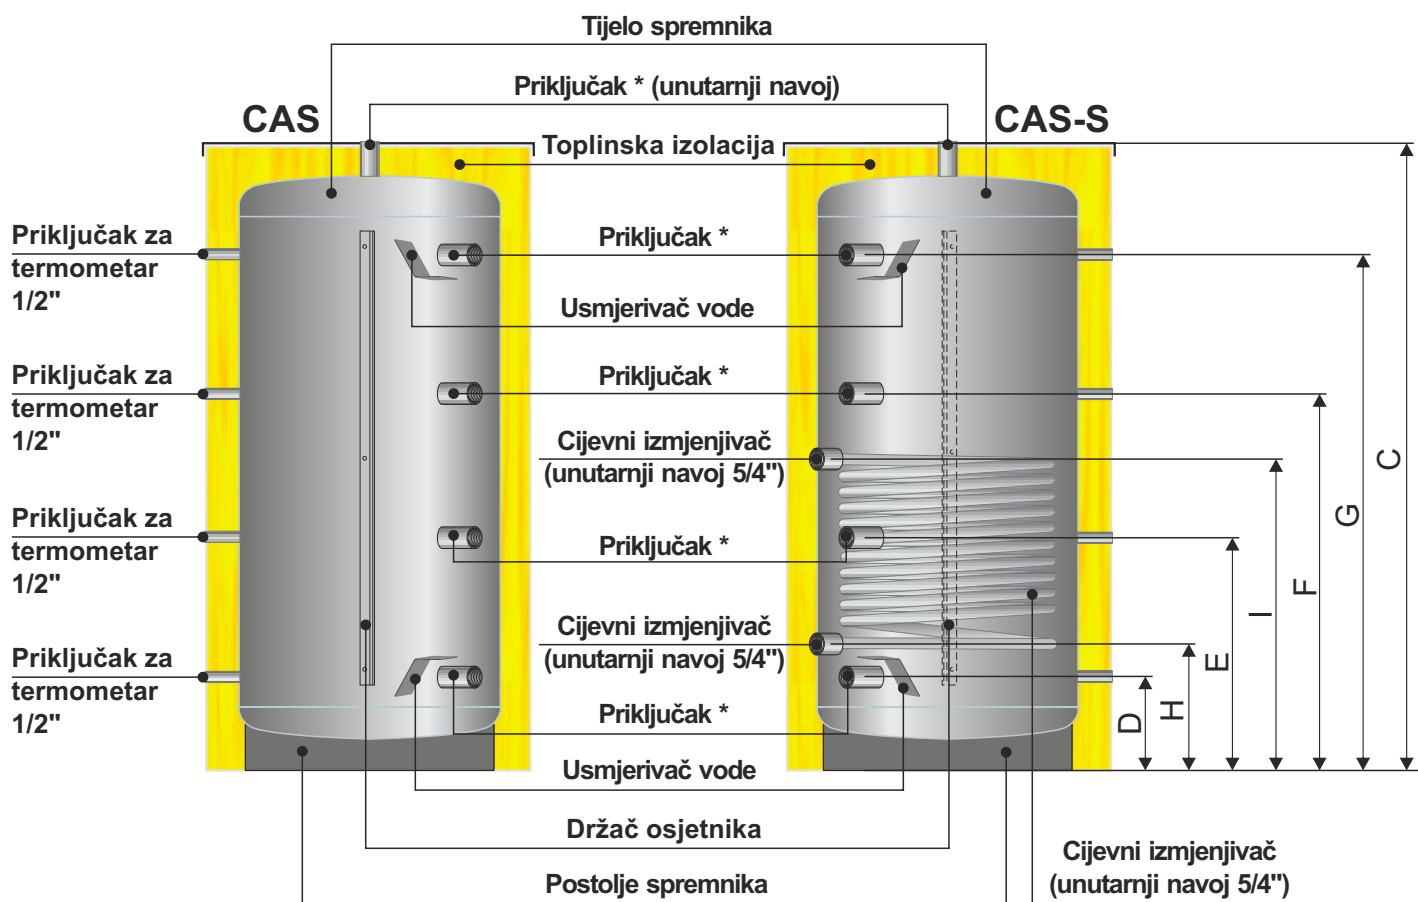 Tijelo spremnika
Priključak * (unutarnji navoj)
CAS
CAS-S
Toplinska izolacija
Priključak za
termometar
1/2"
Priključak *
Usmjerivač vode
Priključak za
termometar
1/2"
Priključak *
Cijevni izmjenjivač
(unutarnji navoj 5/4")
Priključak za
termometar
1/2"
Priključak *
Cijevni izmjenjivač
(unutarnji navoj 5/4")
Priključak za
termometar
1/2"
Priključak *
Usmjerivač vode
Držač osjetnika
Postolje spremnika
Cijevni izmjenjivač
(unutarnji navoj 5/4")
D
H
E
I
F
G
C